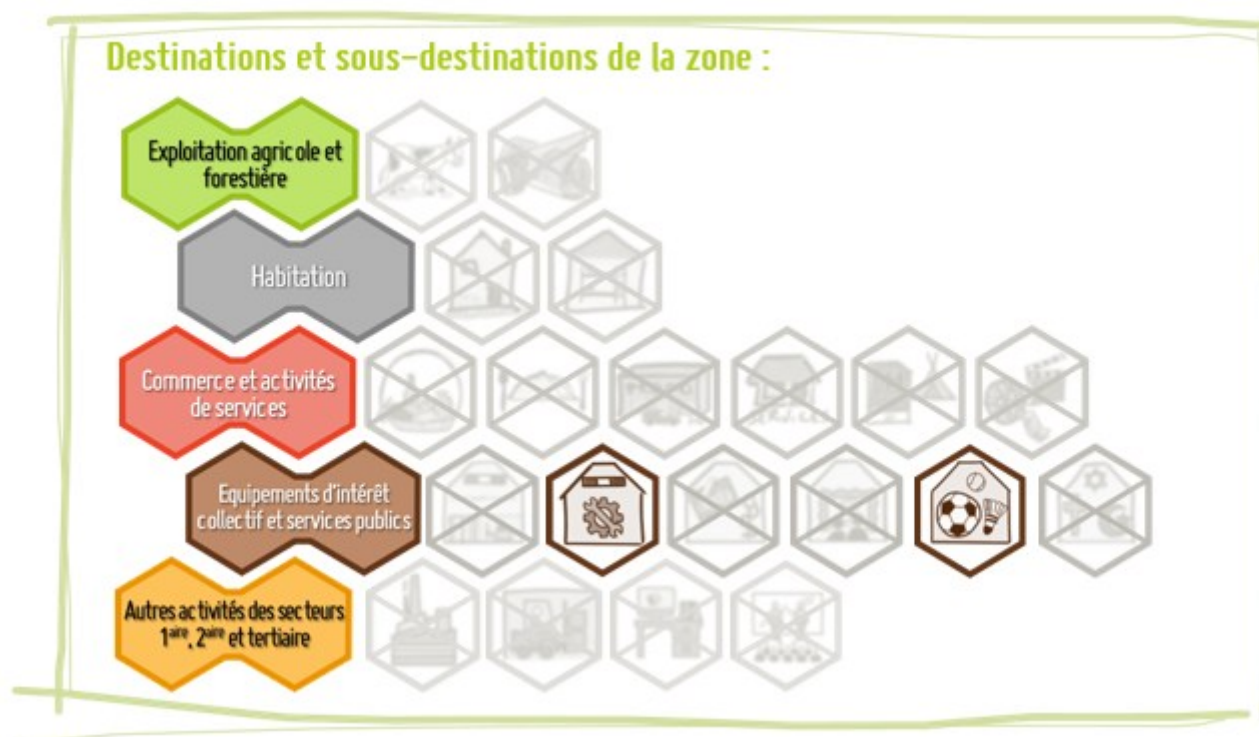 Destinations et sous-destinations de la zone :
Exploitation agricole et
forestière
Habitation
Commerce et activités
de services
Equipements d'intérêt
collectif et services publics
Autres activités des secteurs
1aire, 2aire et tertiaire